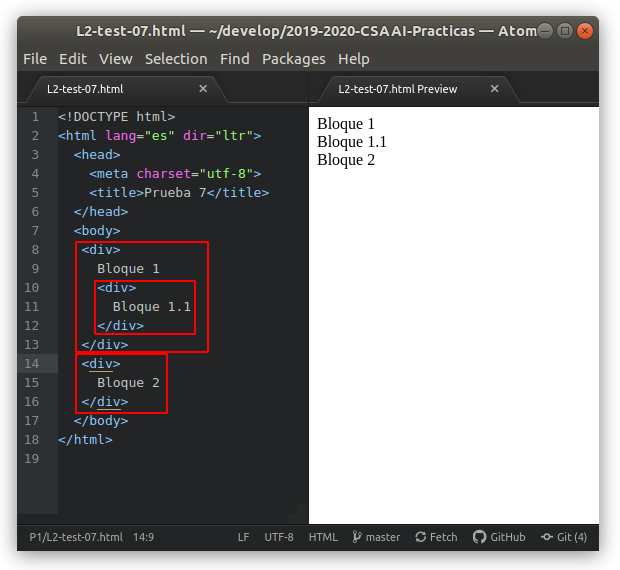 L2-test-07.html — ~/develop/2019-2020-CSAAI-Practicas — Atom
File Edit View Selection Find Packages Help
L2-test-07.html
L2-test-07.html Preview
1 <!DOCTYPE html>
2 <html lang="es" dir="ltr">
3 <head>
4 <meta charset="utf-8">
5 <title>Prueba 7</title>
6 </head>
7 <body>
8 <div>
9 Bloque 1
10 <div>
11 Bloque 1.1
12 </div>
13 </div>
14 <div>
15 Bloque 2
16 </div>
17 </body>
18 </html>
19
Bloque 1
Bloque 1.1
Bloque 2
P1/L2-test-07.html 14:9 LF UTF-8 HTML master Fetch GitHub Git (4)